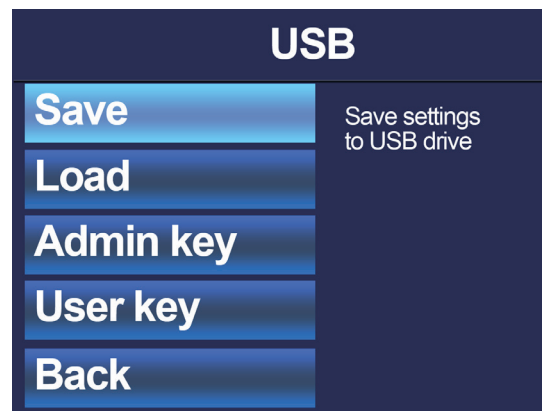 USB
Save
Save settings
to USB drive
Load
Admin key
User key
Back